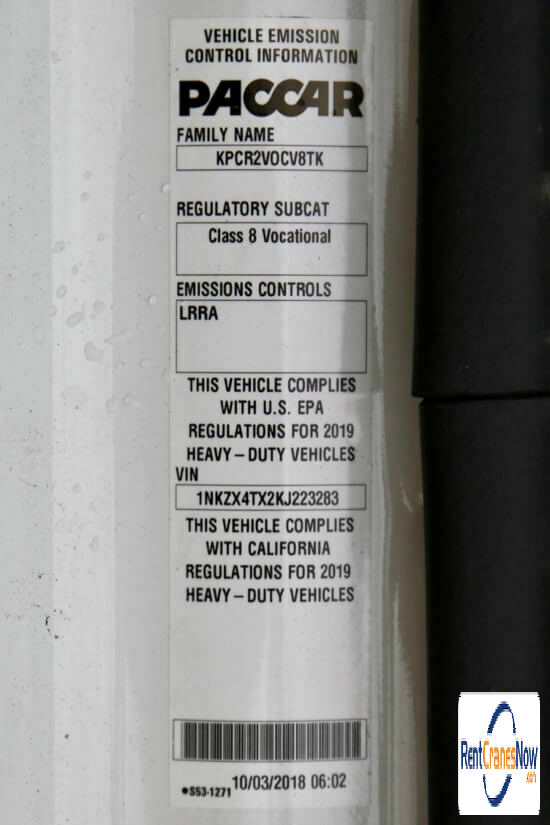 VEHICLE EMISSION
CONTROL INFORMATION
PACCAR
FAMILY NAME
KPCR2VOCV8TK
REGULATORY SUBCAT
Class 8 Vocational
EMISSIONS CONTROLS
LRRA
THIS VEHICLE COMPLIES
WITH U.S. EPA
REGULATIONS FOR 2019
HEAVY – DUTY VEHICLES
VIN
1NKZX4TX2KJ223283
THIS VEHICLE COMPLIES
WITH CALIFORNIA
REGULATIONS FOR 2019
HEAVY – DUTY VEHICLES
•S53-1271 10/03/2018 06:02
RentCranesNow
.com